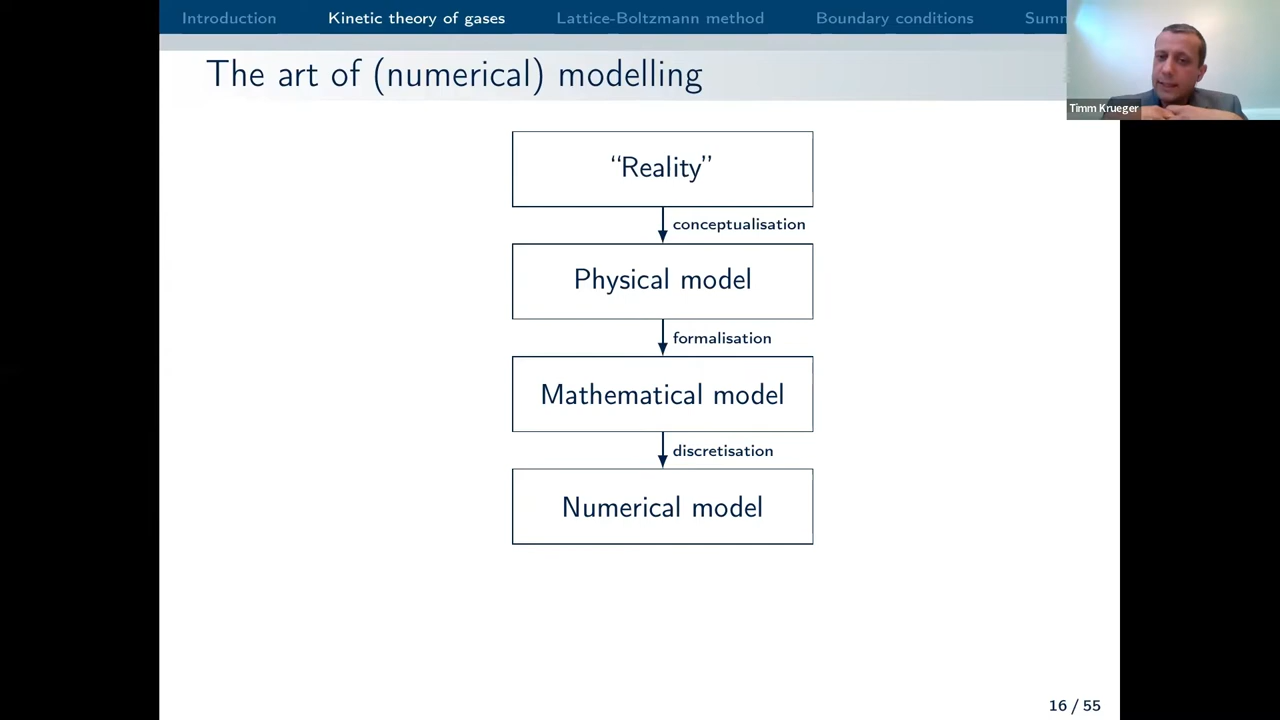 Introduction Kinetic theory of gases Lattice-Boltzmann method Boundary conditions Summ
The art of (numerical) modelling
Timm Krueger
“Reality”
conceptualisation
Physical model
formalisation
Mathematical model
discretisation
Numerical model
16 / 55